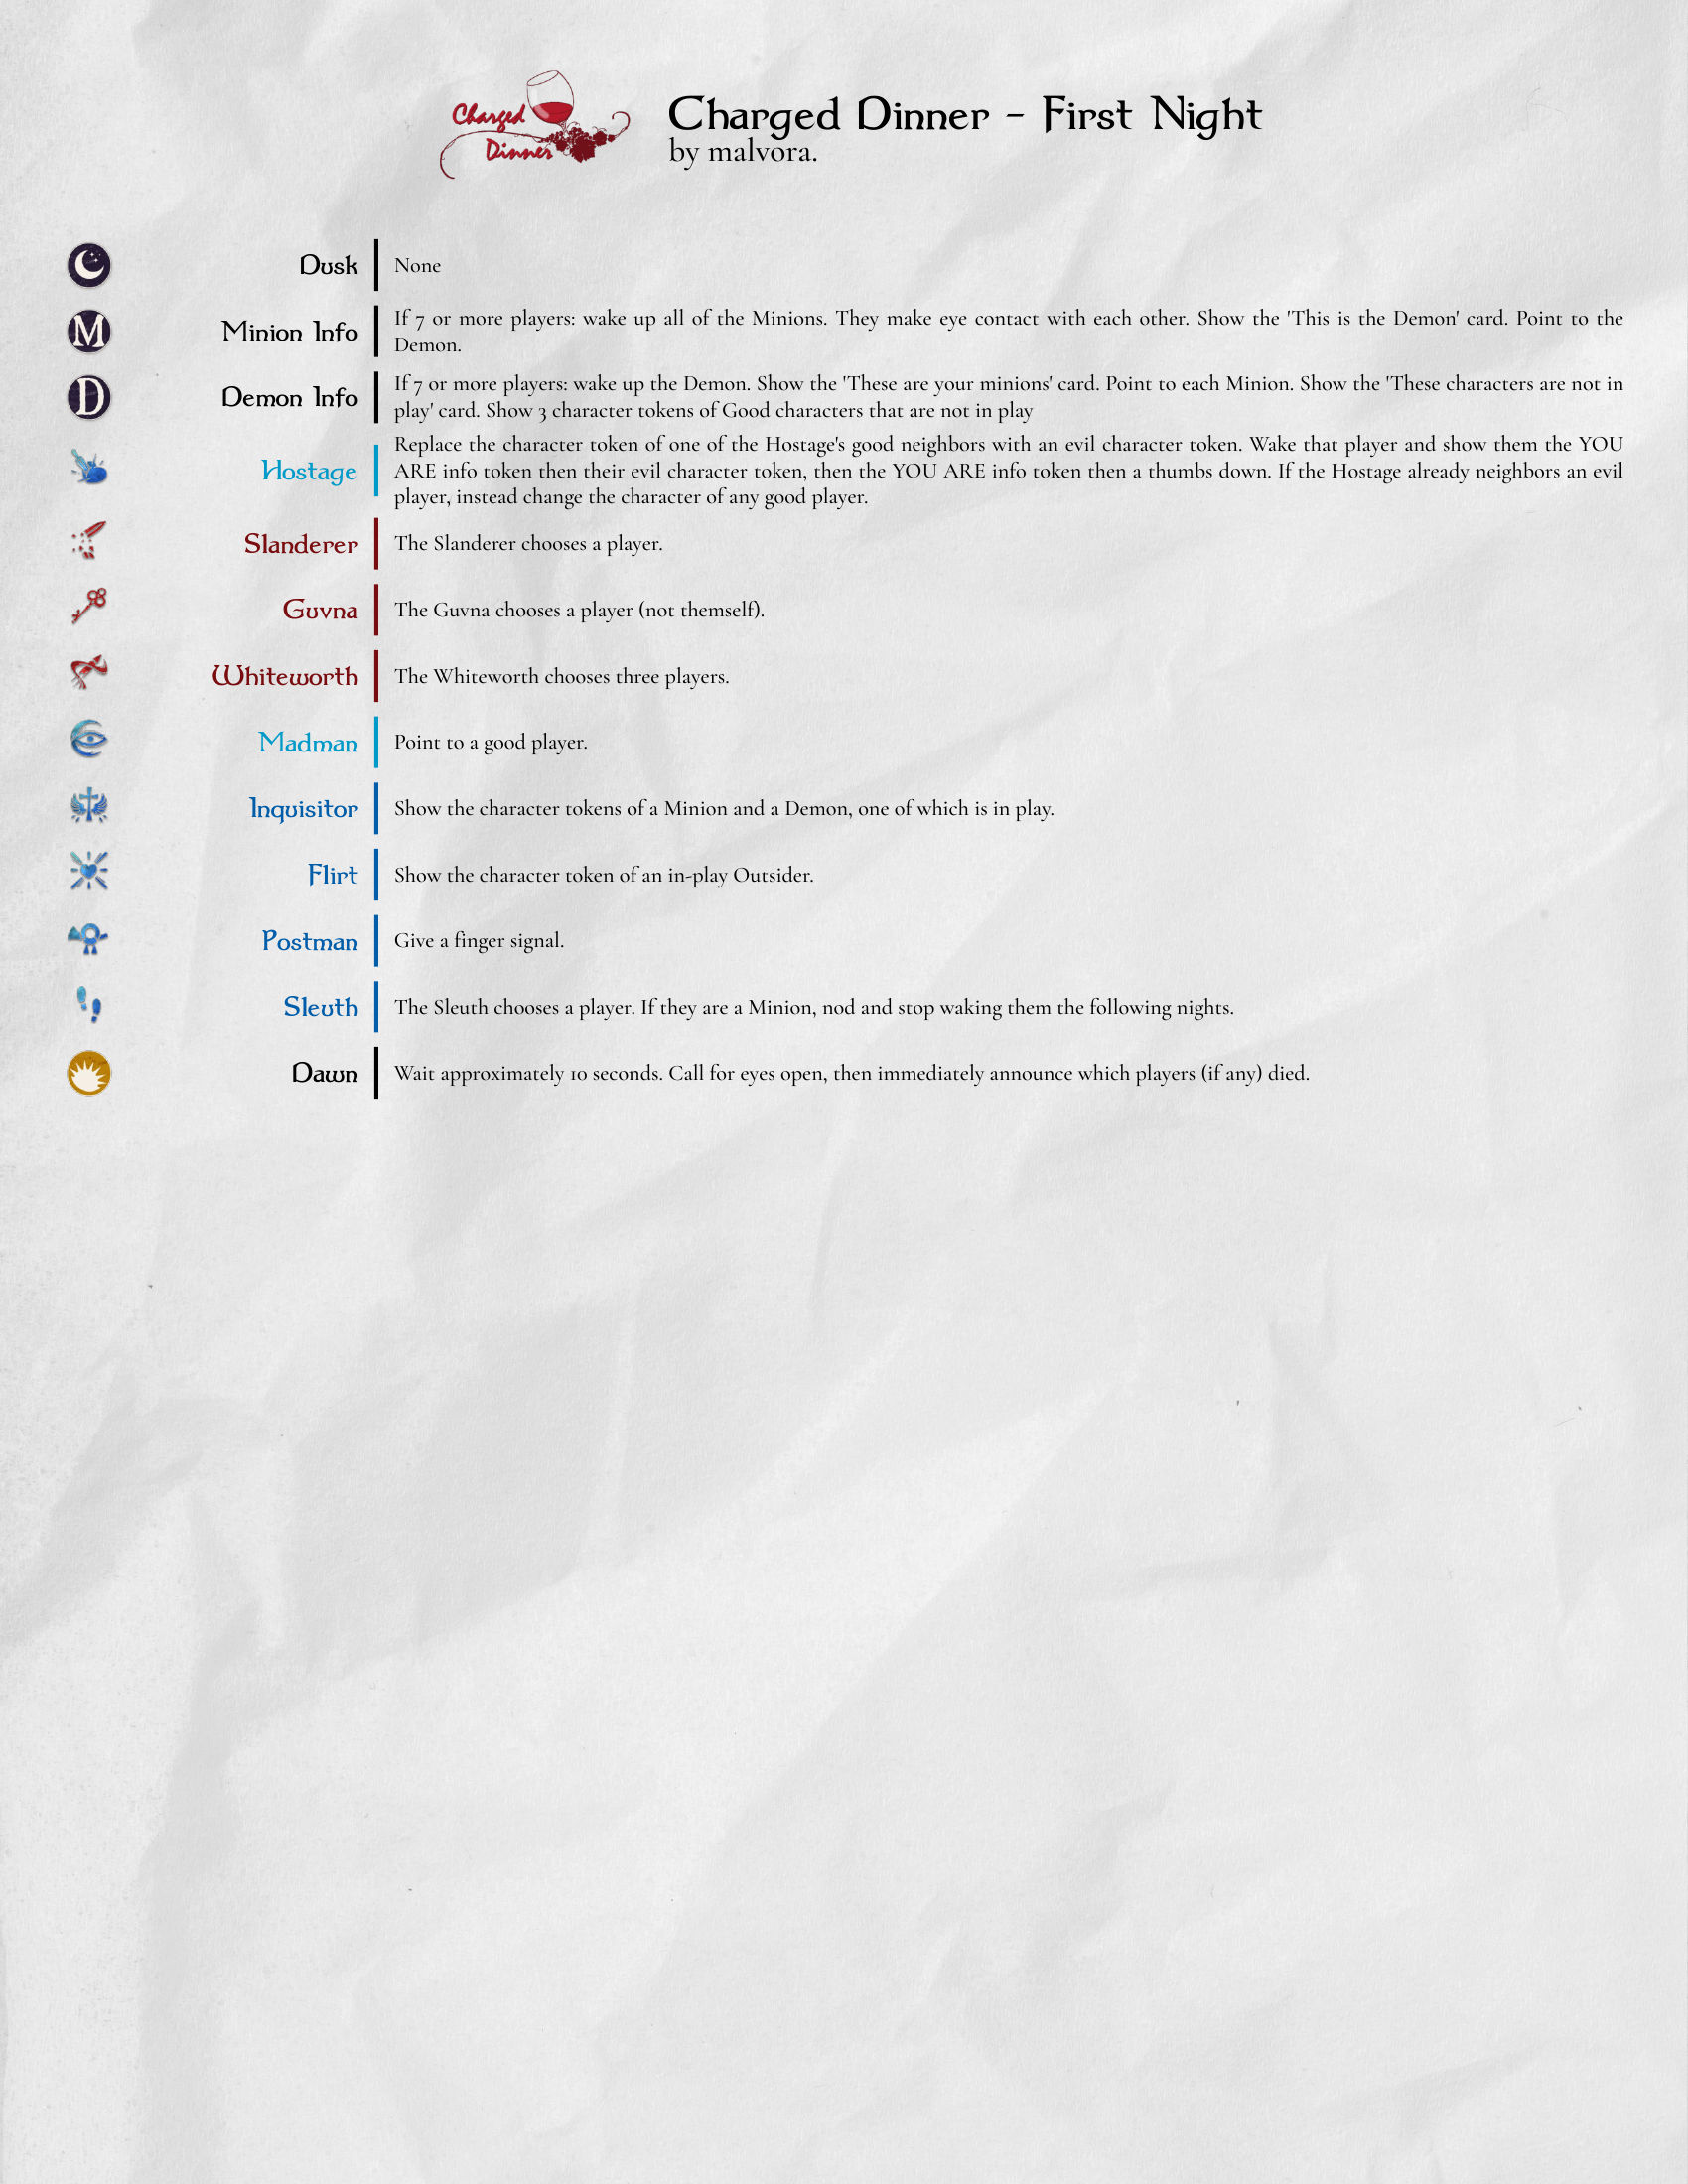 Charged
Dinner
Charged Dinner - First Night
by malvora.
Dusk
None
M
Minion Info
If 7 or more players: wake up all of the Minions. They make eye contact with each other. Show the 'This is the Demon' card. Point to the
Demon.
D
Demon Info
If 7 or more players: wake up the Demon. Show the 'These are your minions' card. Point to each Minion. Show the 'These characters are not in
play' card. Show 3 character tokens of Good characters that are not in play
Hostage
Replace the character token of one of the Hostage's good neighbors with an evil character token. Wake that player and show them the YOU
ARE info token then their evil character token, then the YOU ARE info token then a thumbs down. If the Hostage already neighbors an evil
player, instead change the character of any good player.
Slanderer
The Slanderer chooses a player.
Guvna
The Guvna chooses a player (not themself).
Whiteworth
The Whiteworth chooses three players.
Madman
Point to a good player.
Inquisitor
Show the character tokens of a Minion and a Demon, one of which is in play.
Flirt
Show the character token of an in-play Outsider.
Postman
Give a finger signal.
Sleuth
The Sleuth chooses a player. If they are a Minion, nod and stop waking them the following nights.
Dawn
Wait approximately 10 seconds. Call for eyes open, then immediately announce which players (if any) died.